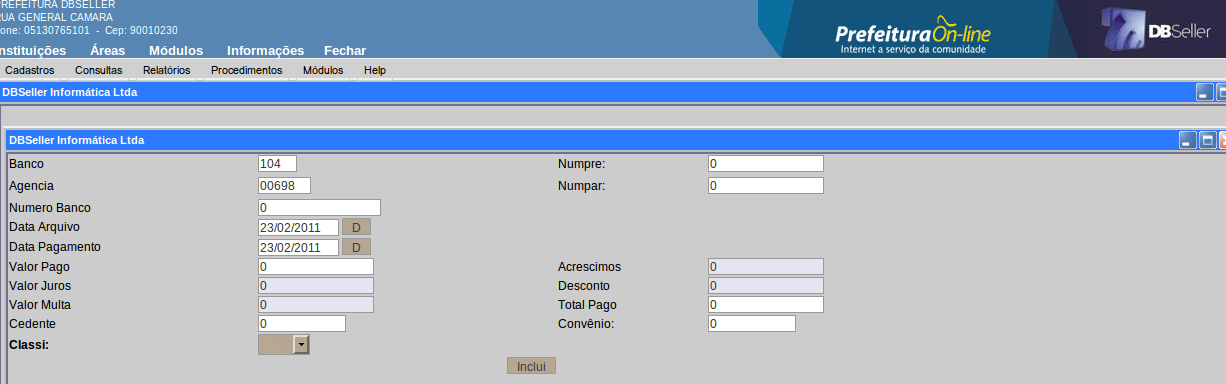 PREFEITURA DBSELLER
RUA GENERAL CAMARA
one: 05130765101 - Cep: 90010230
nstituições Áreas Módulos Informações Fechar
Prefeitura On-line
Internet a serviço da comunidade
DBSeller
Cadastros Consultas Relatórios Procedimentos Módulos Help
DBSeller Informática Ltda
DBSeller Informática Ltda
Banco 104 Numpre: 0
Agencia 00698 Numpar: 0
Numero Banco 0
Data Arquivo 23/02/2011 D
Data Pagamento 23/02/2011 D
Valor Pago 0 Acrescimos 0
Valor Juros 0 Desconto 0
Valor Multa 0 Total Pago 0
Cedente 0 Convênio: 0
Classi:
Inclui